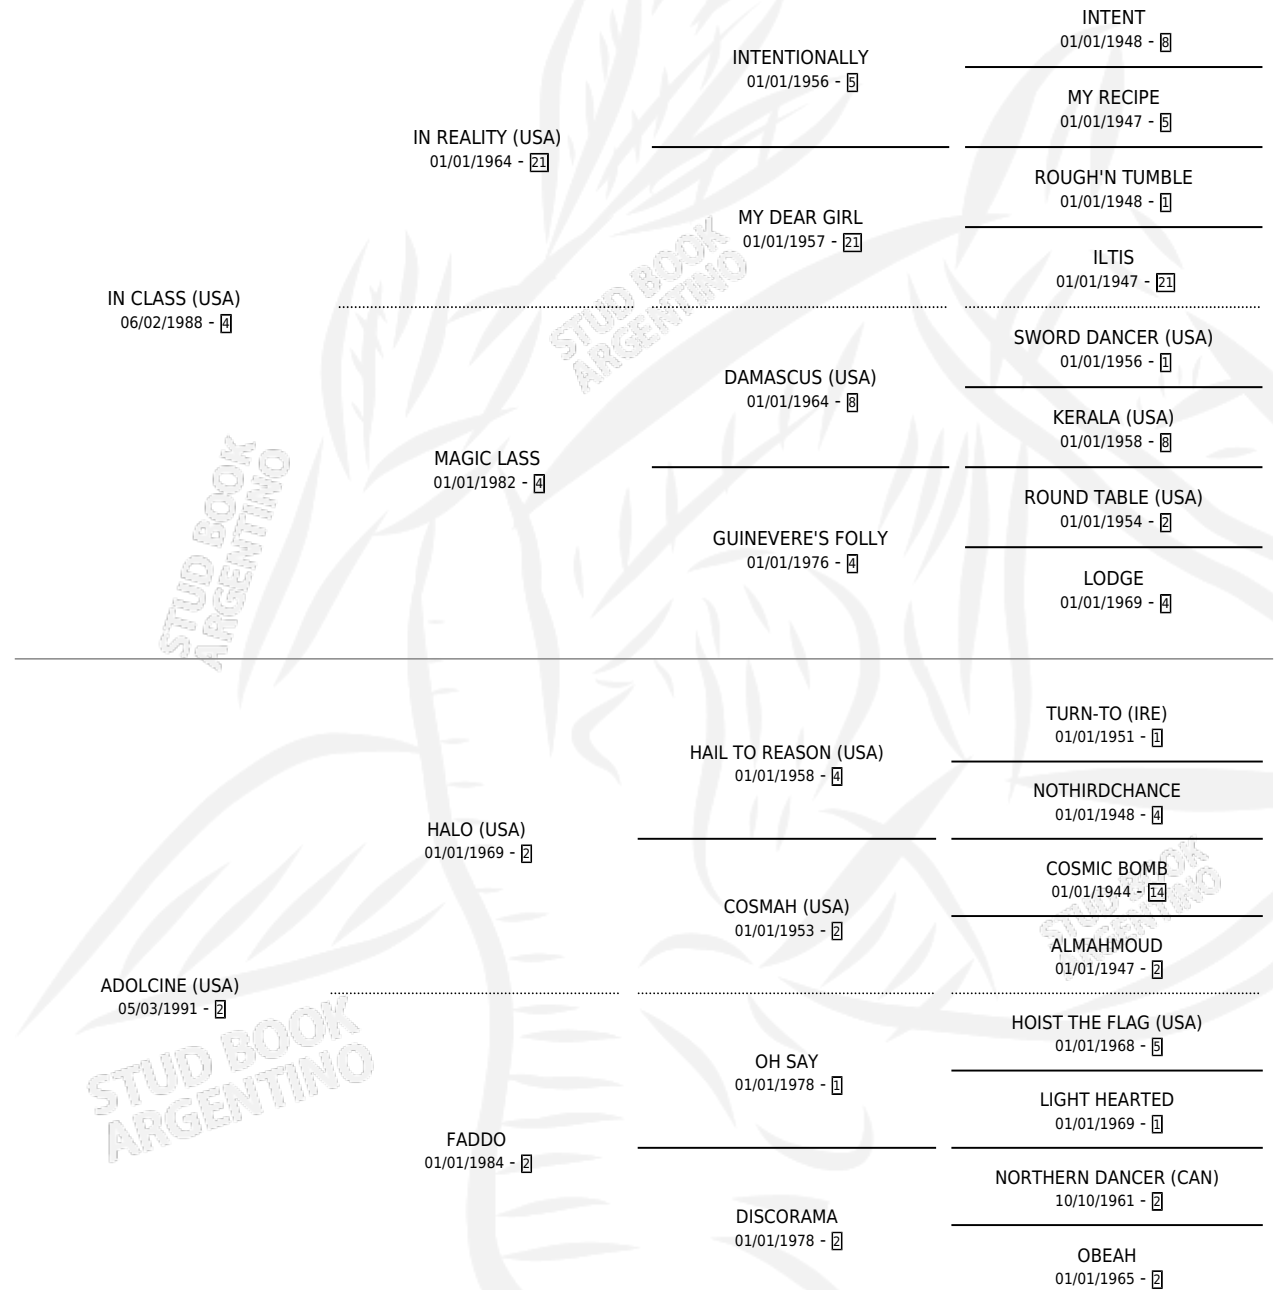 INTENT
01/01/1948 - 8
INTENTIONALLY
01/01/1956 - 5
MY RECIPE
01/01/1947 - 5
IN REALITY (USA)
01/01/1964 - 21
ROUGH'N TUMBLE
01/01/1948 - 1
MY DEAR GIRL
01/01/1957 - 21
ILTIS
01/01/1947 - 21
IN CLASS (USA)
06/02/1988 - 4
STUD BOOK
ARGENTINO
SWORD DANCER (USA)
01/01/1956 - 1
DAMASCUS (USA)
01/01/1964 - 8
KERALA (USA)
01/01/1958 - 8
MAGIC LASS
01/01/1982 - 4
ROUND TABLE (USA)
01/01/1954 - 2
GUINEVERE'S FOLLY
01/01/1976 - 4
LODGE
01/01/1969 - 4
STUD BOOK
ARGENTINO
TURN-TO (IRE)
01/01/1951 - 1
HAIL TO REASON (USA)
01/01/1958 - 4
NOTHIRDCHANCE
01/01/1948 - 4
HALO (USA)
01/01/1969 - 2
COSMIC BOMB
01/01/1944 - 14
COSMAH (USA)
01/01/1953 - 2
STUD BOOK
ARGENTINO
ALMAHMOUD
01/01/1947 - 2
ADOLCINE (USA)
05/03/1991 - 2
HOIST THE FLAG (USA)
01/01/1968 - 5
OH SAY
01/01/1978 - 1
STUD BOOK
ARGENTINO
LIGHT HEARTED
01/01/1969 - 1
FADDO
01/01/1984 - 2
NORTHERN DANCER (CAN)
10/10/1961 - 2
DISCORAMA
01/01/1978 - 2
OBEAH
01/01/1965 - 2